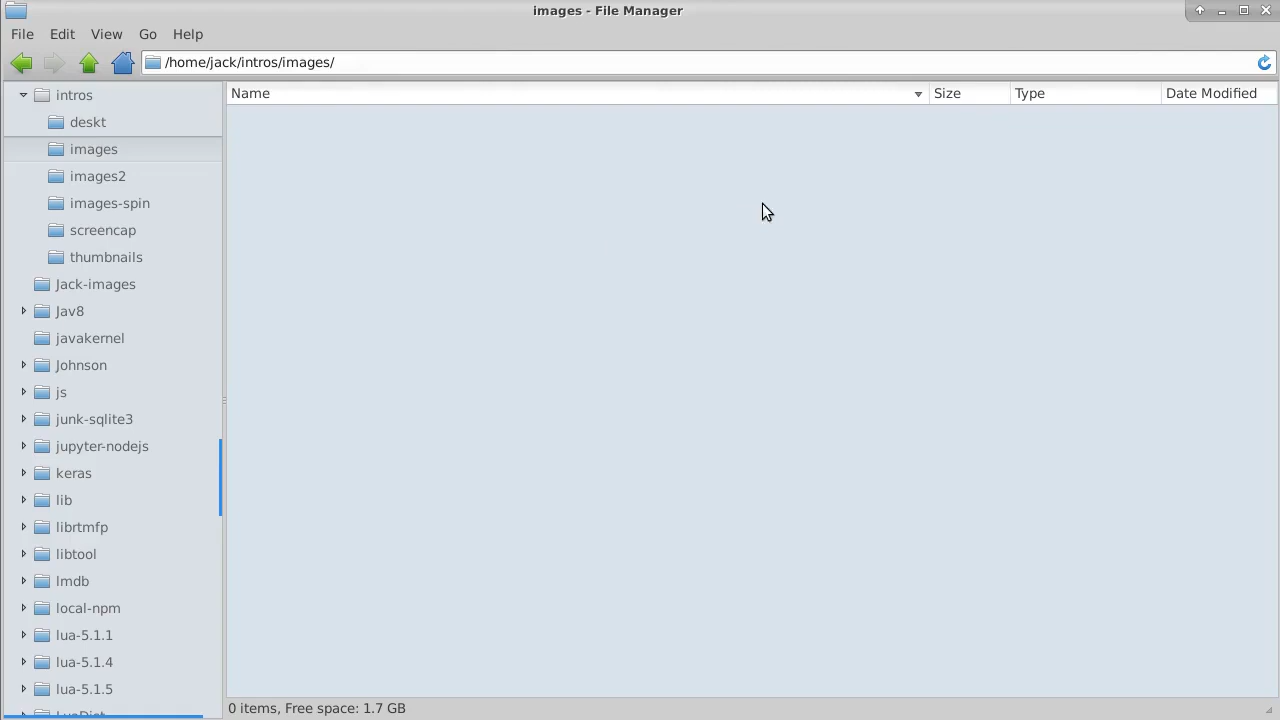 images - File Manager
File Edit View Go Help
/home/jack/intros/images/
intros
deskt
images
images2
images-spin
screencap
thumbnails
Jack-images
Jav8
javakernel
Johnson
js
junk-sqlite3
jupyter-nodejs
keras
lib
librtmfp
libtool
lmdb
local-npm
lua-5.1.1
lua-5.1.4
lua-5.1.5
LuaDist
Name Size Type Date Modified
0 items, Free space: 1.7 GB